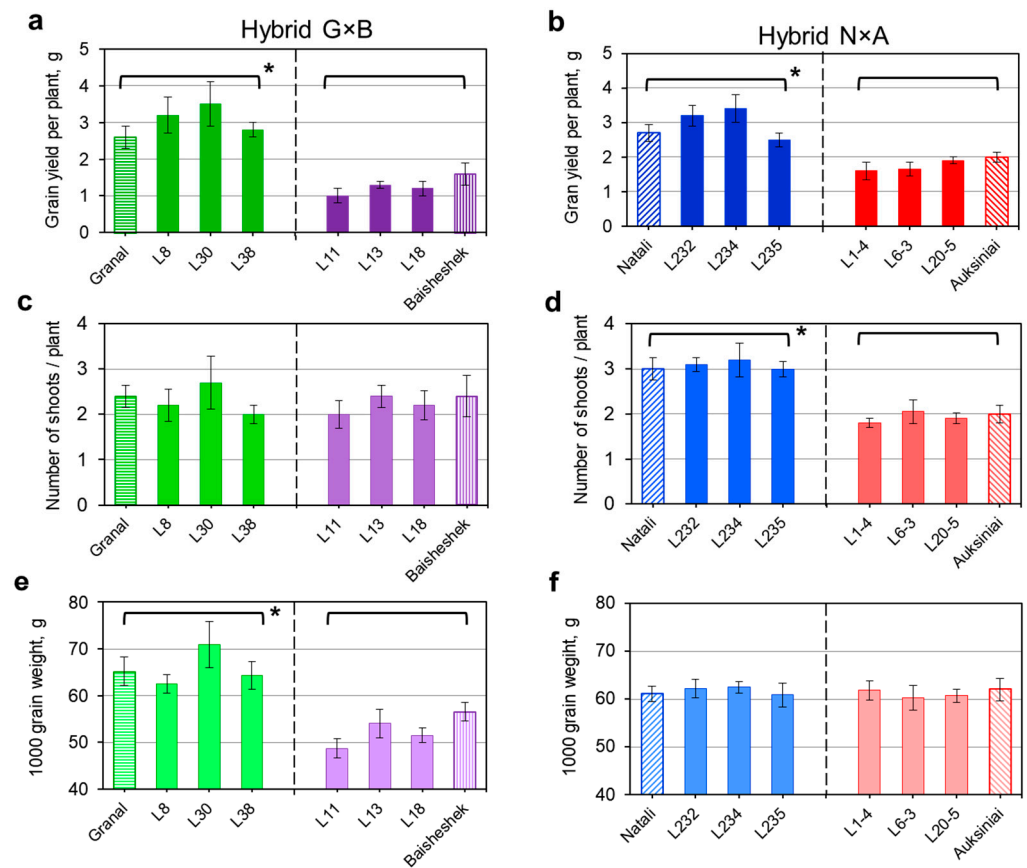 a
Hybrid G×B
Grain yield per plant, g
5
4
3
2
1
0
*
Granal
L8
L30
L38
L11
L13
L18
Baisheshek
b
Hybrid N×A
Gran yield per plant, g
5
4
3
2
1
0
*
Natali
L232
L234
L235
L1-4
L6-3
L20-5
Auksiniai
c
Number of shoots / plant
4
3
2
1
0
Granal
L8
L30
L38
L11
L13
L18
Baisheshek
d
Number of shoots / plant
4
3
2
1
0
*
Natali
L232
L234
L235
L1-4
L6-3
L20-5
Auksiniai
e
1000 grain weight, g
80
70
60
50
40
*
Granal
L8
L30
L38
L11
L13
L18
Baisheshek
f
1000 grain wegiht, g
80
70
60
50
40
Natali
L232
L234
L235
L1-4
L6-3
L20-5
Auksiniai